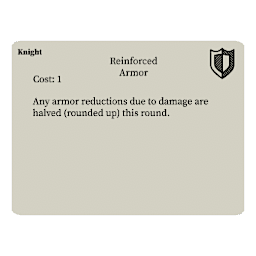 Knight
Reinforced
Armor
Cost: 1
Any armor reductions due to damage are
halved (rounded up) this round.